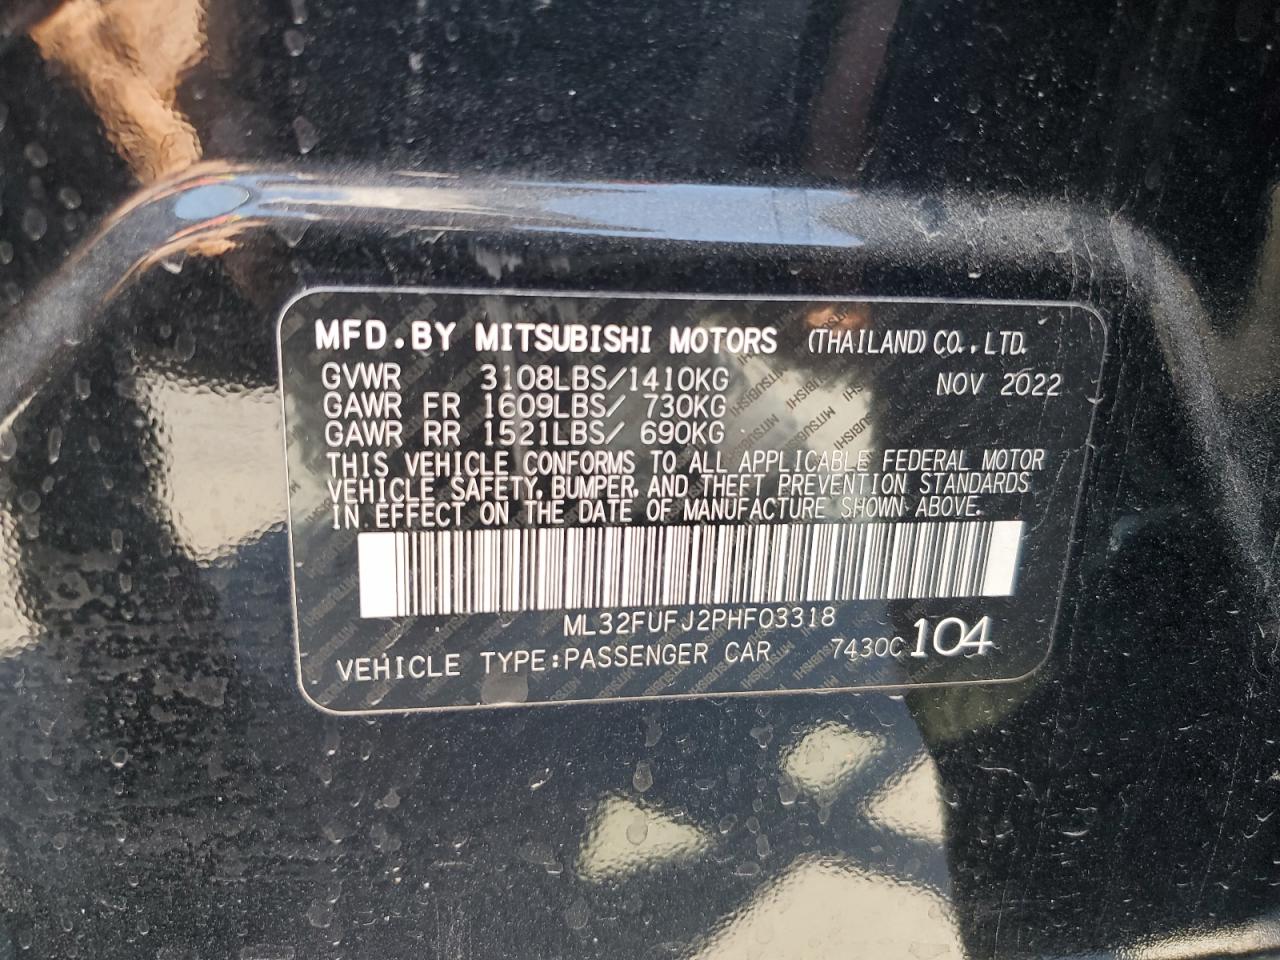 MFD. BY MITSUBISHI MOTORS (THAILAND) CO., LTD.
GVWR 3108LBS/1410KG NOV 2022
GAWR FR 1609LBS/ 730KG
GAWR RR 1521LBS/ 690KG
THIS VEHICLE CONFORMS TO ALL APPLICABLE FEDERAL MOTOR
VEHICLE SAFETY, BUMPER, AND THEFT PREVENTION STANDARDS
IN EFFECT ON THE DATE OF MANUFACTURE SHOWN ABOVE.
ML32FUFJ2PHF03318
VEHICLE TYPE:PASSENGER CAR 7430C 104